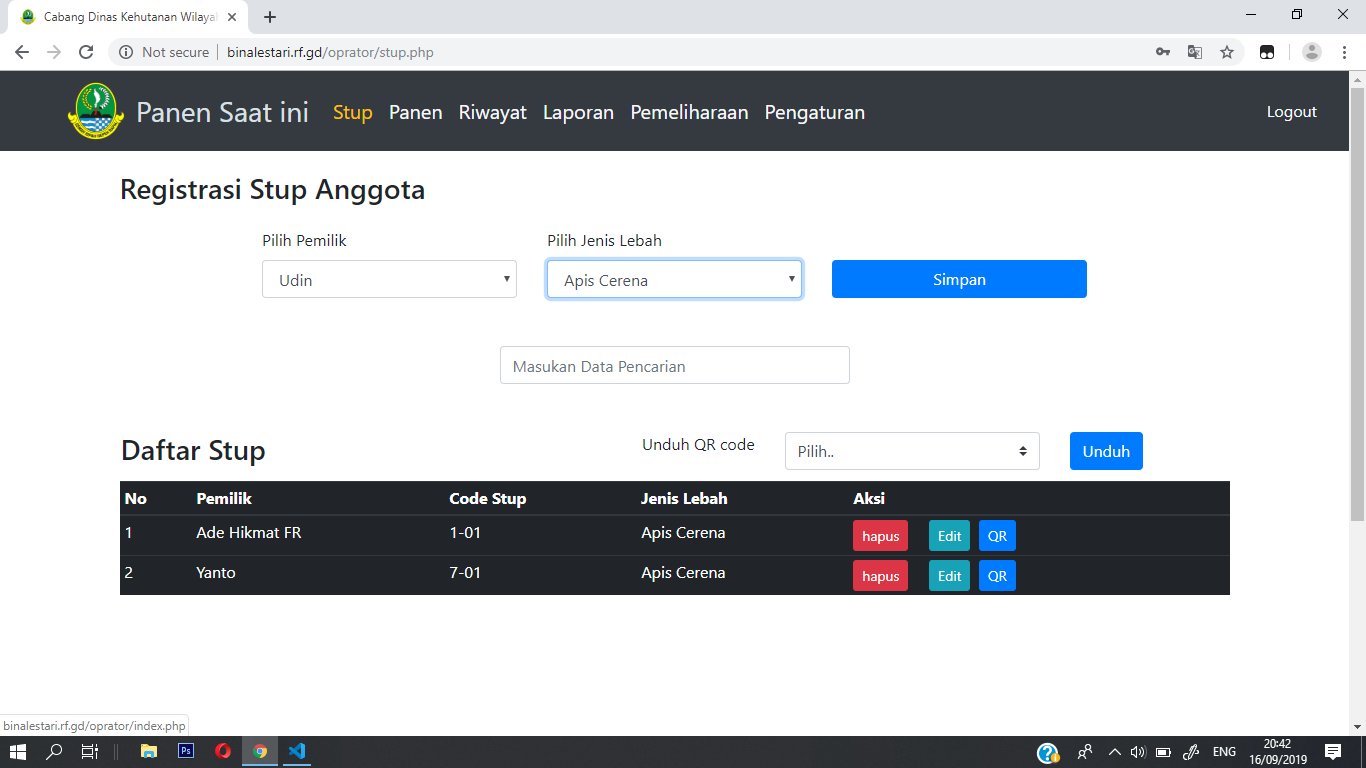 Cabang Dinas Kehutanan Wilayah
Not secure
binalestari.rf.gd/oprator/stup.php
Panen Saat ini
Stup
Panen
Riwayat
Laporan
Pemeliharaan
Pengaturan
Logout
Registrasi Stup Anggota
Pilih Pemilik
Pilih Jenis Lebah
Udin
Apis Cerena
Simpan
Masukan Data Pencarian
Daftar Stup
Unduh QR code
Pilih..
Unduh
No Pemilik Code Stup Jenis Lebah Aksi
1 Ade Hikmat FR 1-01 Apis Cerena hapus Edit QR
2 Yanto 7-01 Apis Cerena hapus Edit QR
binalestari.rf.gd/oprator/index.php
Ps
ENG
20:42
16/09/2019